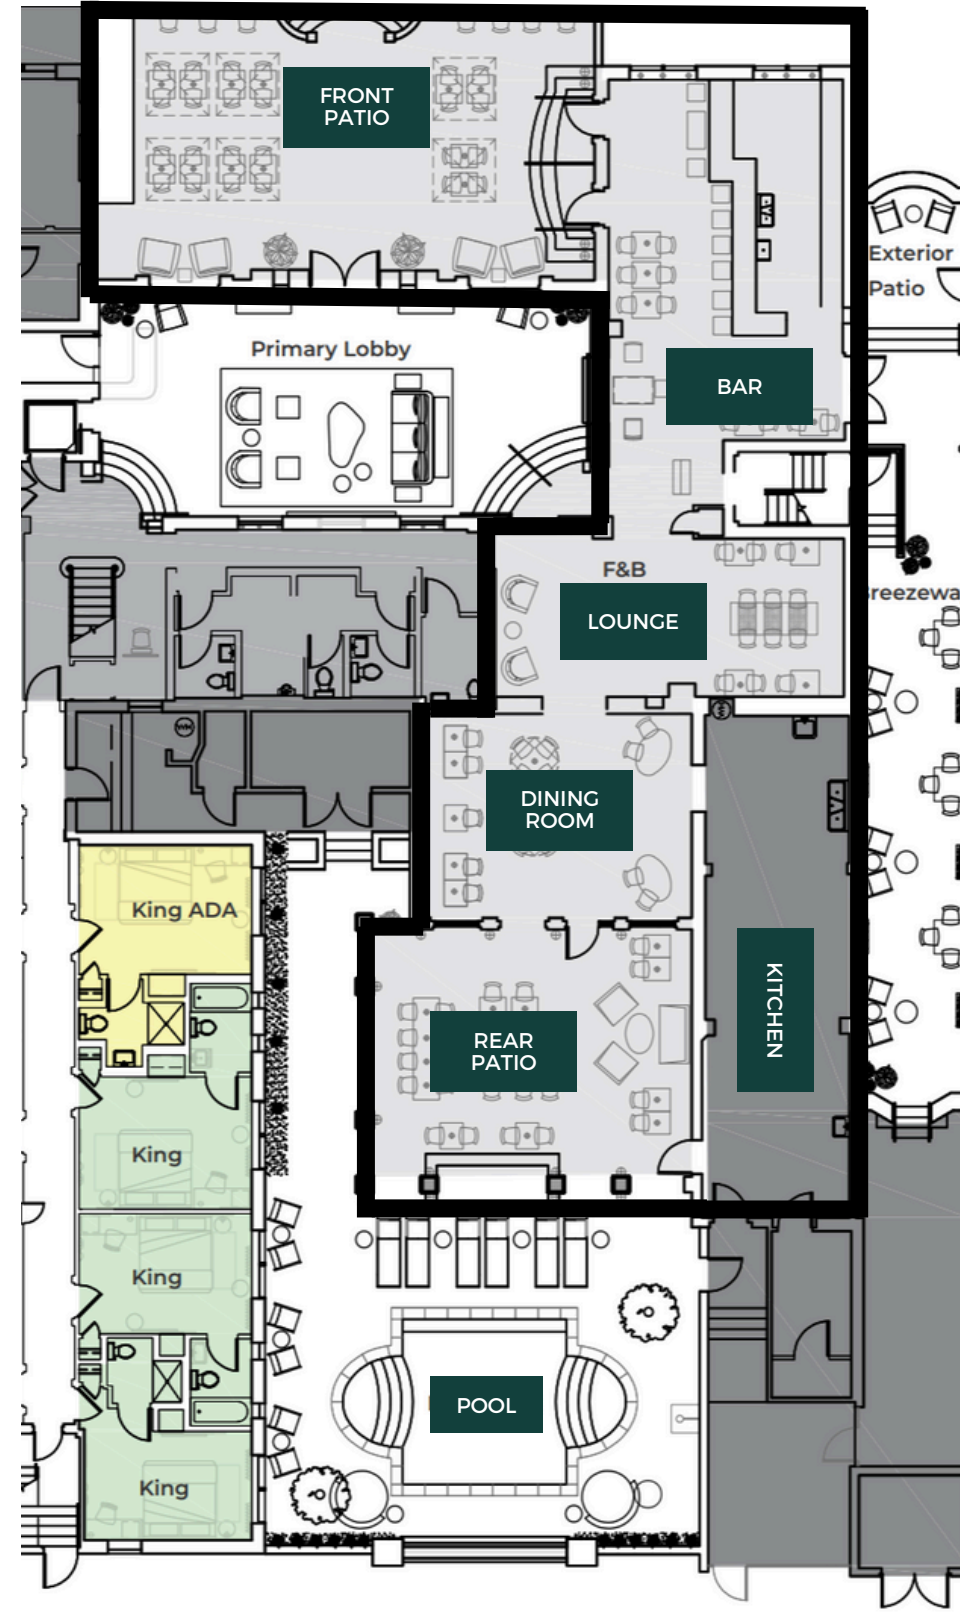 FRONT
PATIO
Exterior
Patio
Primary Lobby
BAR
F&B
LOUNGE
DINING
ROOM
King ADA
KITCHEN
REAR
PATIO
King
King
POOL
King